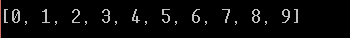 [0, 1, 2, 3, 4, 5, 6, 7, 8, 9]